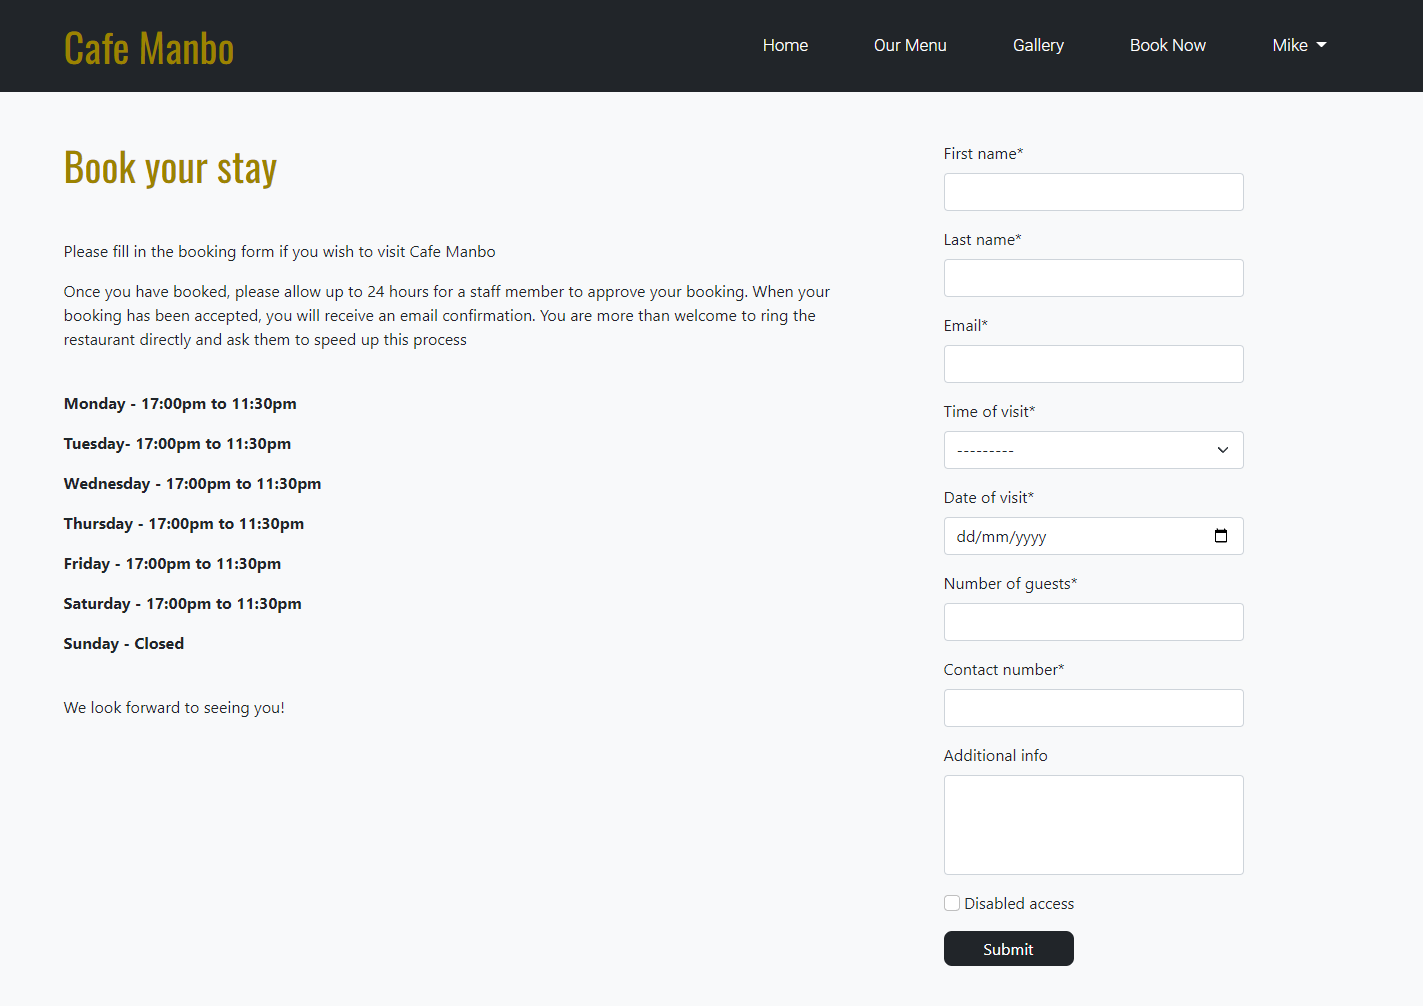 Cafe Manbo
Home
Our Menu
Gallery
Book Now
Mike
Book your stay
Please fill in the booking form if you wish to visit Cafe Manbo
Once you have booked, please allow up to 24 hours for a staff member to approve your booking. When your
booking has been accepted, you will receive an email confirmation. You are more than welcome to ring the
restaurant directly and ask them to speed up this process
Monday - 17:00pm to 11:30pm
Tuesday- 17:00pm to 11:30pm
Wednesday - 17:00pm to 11:30pm
Thursday - 17:00pm to 11:30pm
Friday - 17:00pm to 11:30pm
Saturday - 17:00pm to 11:30pm
Sunday - Closed
We look forward to seeing you!
First name*
Last name*
Email*
Time of visit*
---------
Date of visit*
dd/mm/yyyy
Number of guests*
Contact number*
Additional info
Disabled access
Submit